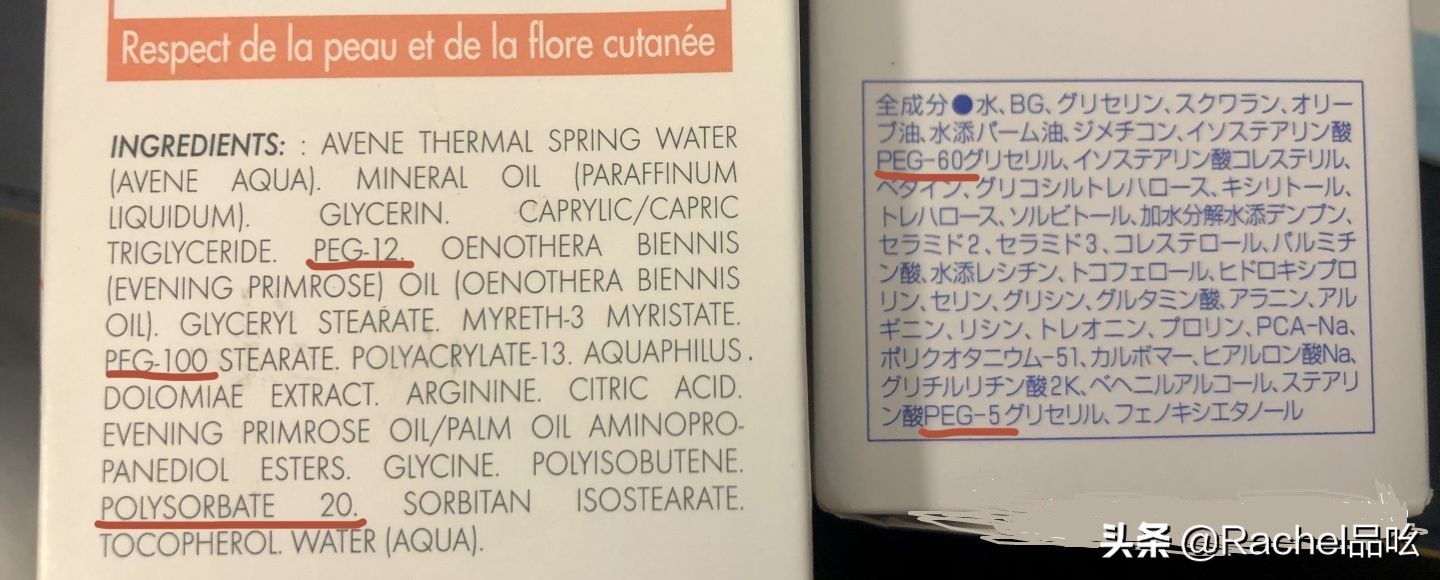 Respect de la peau et de la flore cutanée
INGREDIENTS: : AVENE THERMAL SPRING WATER
(AVENE AQUA). MINERAL OIL (PARAFFINUM
LIQUIDUM). GLYCERIN. CAPRYLIC/CAPRIC
TRIGLYCERIDE. PEG-12. OENOTHERA BIENNIS
(EVENING PRIMROSE) OIL (OENOTHERA BIENNIS
OIL). GLYCERYL STEARATE. MYRETH-3 MYRISTATE.
PEG-100 STEARATE. POLYACRYLATE-13. AQUAPHILUS.
DOLOMIAE EXTRACT. ARGININE. CITRIC ACID.
EVENING PRIMROSE OIL/PALM OIL AMINOPRO-
PANEDIOL ESTERS. GLYCINE. POLYISOBUTENE.
POLYSORBATE 20. SORBITAN ISOSTEARATE.
TOCOPHEROL. WATER (AQUA).
全成分●水、BG、グリセリン、スクワラン、オリー
ブ油、水添パーム油、ジメチコン、イソステアリン酸
PEG-60グリセリル、イソステアリン酸コレステリル、
ベタイン、グリコシルトレハロース、キシリトール、
トレハロース、ソルビトール、加水分解水添デンプン、
セラミド2、セラミド3、コレステロール、パルミチ
ン酸、水添レシチン、トコフェロール、ヒドロキシプロ
リン、セリン、グリシン、グルタミン酸、アラニン、アル
ギニン、リシン、トレオニン、プロリン、PCA-Na、
ポリクオタニウム-51、カルボマー、ヒアルロン酸Na、
グリチルリチン酸2K、ベヘニルアルコール、ステアリ
ン酸PEG-5グリセリル、フェノキシエタノール
头条 @Rachel品呟